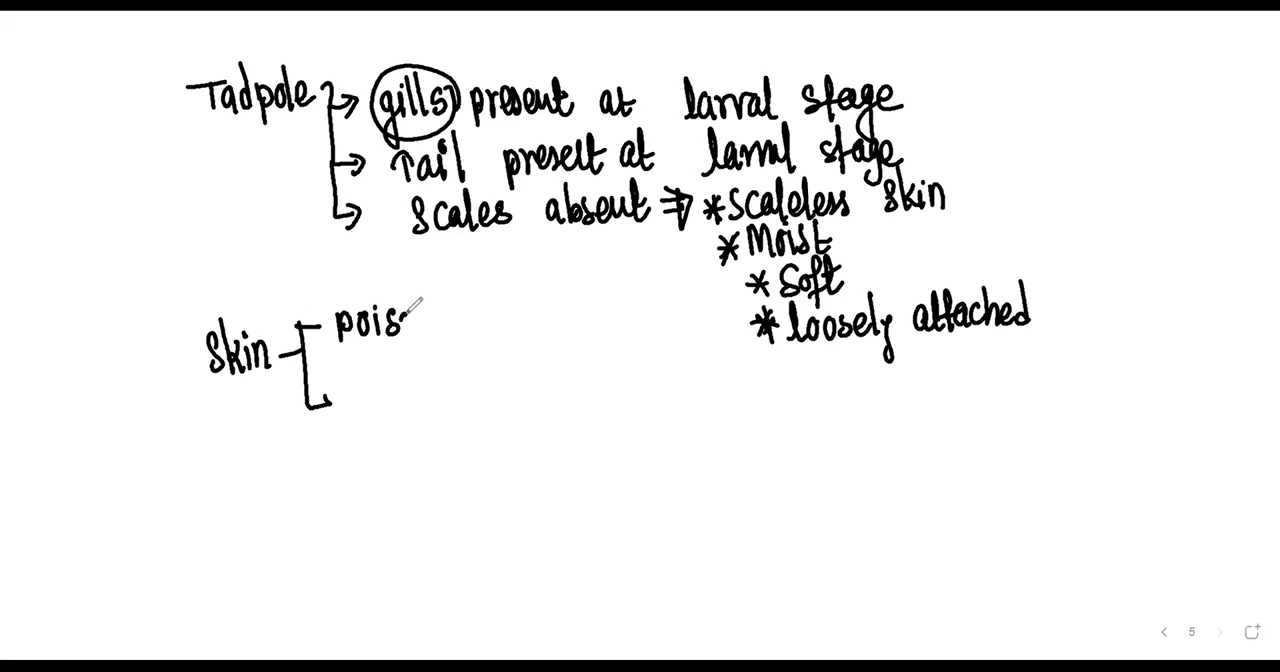 Tadpole → gills present at larval stage
→ Tail present at larval stage
→ Scales absent ⇒ * Scaleless skin
* Moist
* Soft
* loosely attached
Skin pois
5